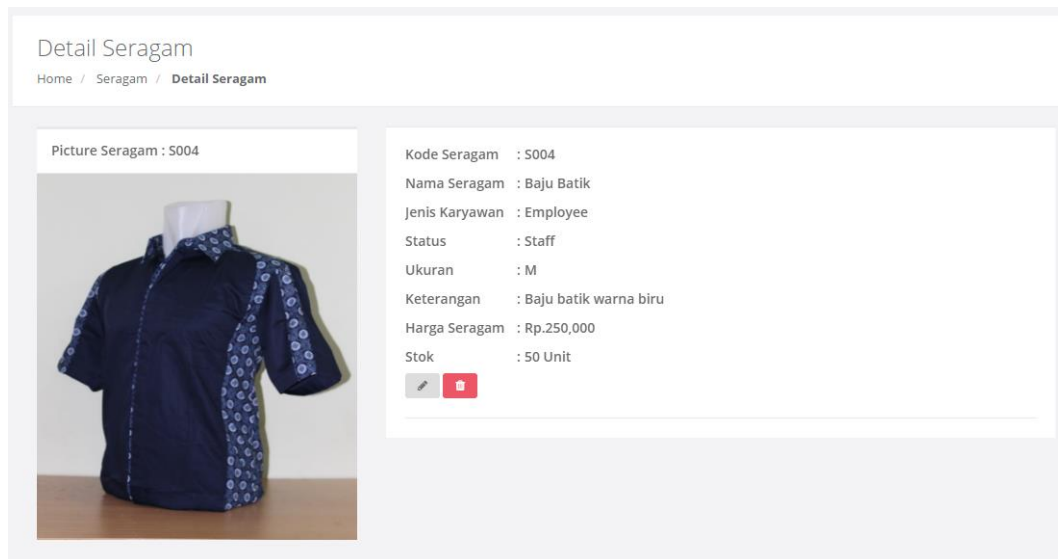 Detail Seragam
Home / Seragam / Detail Seragam
Picture Seragam : S004
Kode Seragam : S004
Nama Seragam : Baju Batik
Jenis Karyawan : Employee
Status : Staff
Ukuran : M
Keterangan : Baju batik warna biru
Harga Seragam : Rp.250,000
Stok : 50 Unit